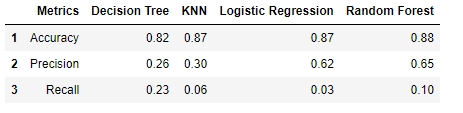 Metrics Decision Tree KNN Logistic Regression Random Forest
1 Accuracy 0.82 0.87 0.87 0.88
2 Precision 0.26 0.30 0.62 0.65
3 Recall 0.23 0.06 0.03 0.10